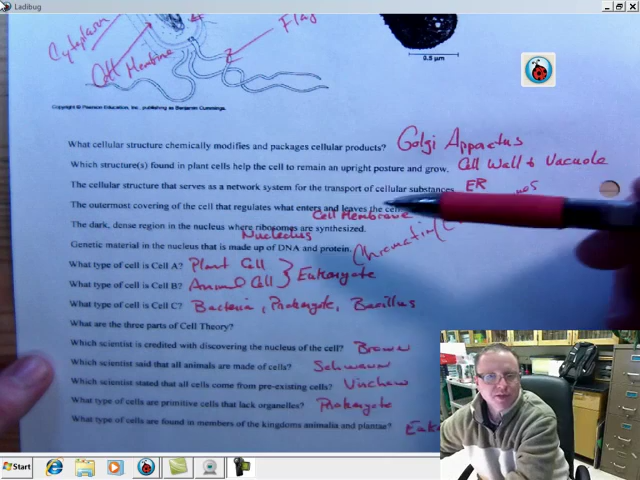 Ladibug
Cytoplasm
Cell Membrane
Flag
0.5 µm
Copyright © Pearson Education, Inc. publishing as Benjamin Cummings.
What cellular structure chemically modifies and packages cellular products? Golgi Apparatus
Which structure(s) found in plant cells help the cell to remain an upright posture and grow. Cell Wall & Vacuole
The cellular structure that serves as a network system for the transport of cellular substances. ER
The outermost covering of the cell that regulates what enters and leaves the cell
Cell Membrane
The dark, dense region in the nucleus where ribosomes are synthesized.
Nucleolus
Genetic material in the nucleus that is made up of DNA and protein. Chromatin
What type of cell is Cell A? Plant Cell
What type of cell is Cell B? Animal Cell } Eukaryote
What type of cell is Cell C? Bacteria, Prokaryote, Bacillus
What are the three parts of Cell Theory?
Which scientist is credited with discovering the nucleus of the cell? Brown
Which scientist said that all animals are made of cells? Schwann
Which scientist stated that all cells come from pre-existing cells? Virchow
What type of cells are primitive cells that lack organelles? Prokaryote
What type of cells are found in members of the kingdoms animalia and plantae? Euk
Start